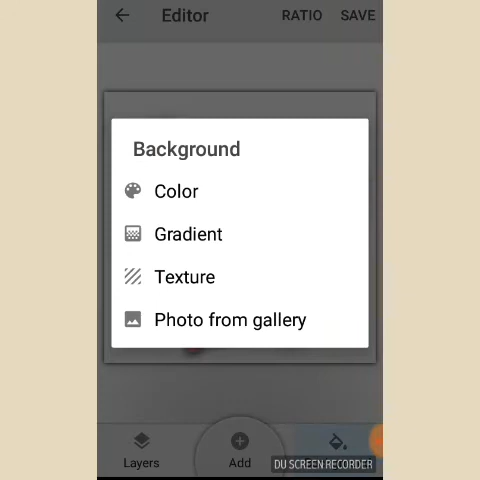 Editor RATIO SAVE
Background
Color
Gradient
Texture
Photo from gallery
Layers Add
DU SCREEN RECORDER